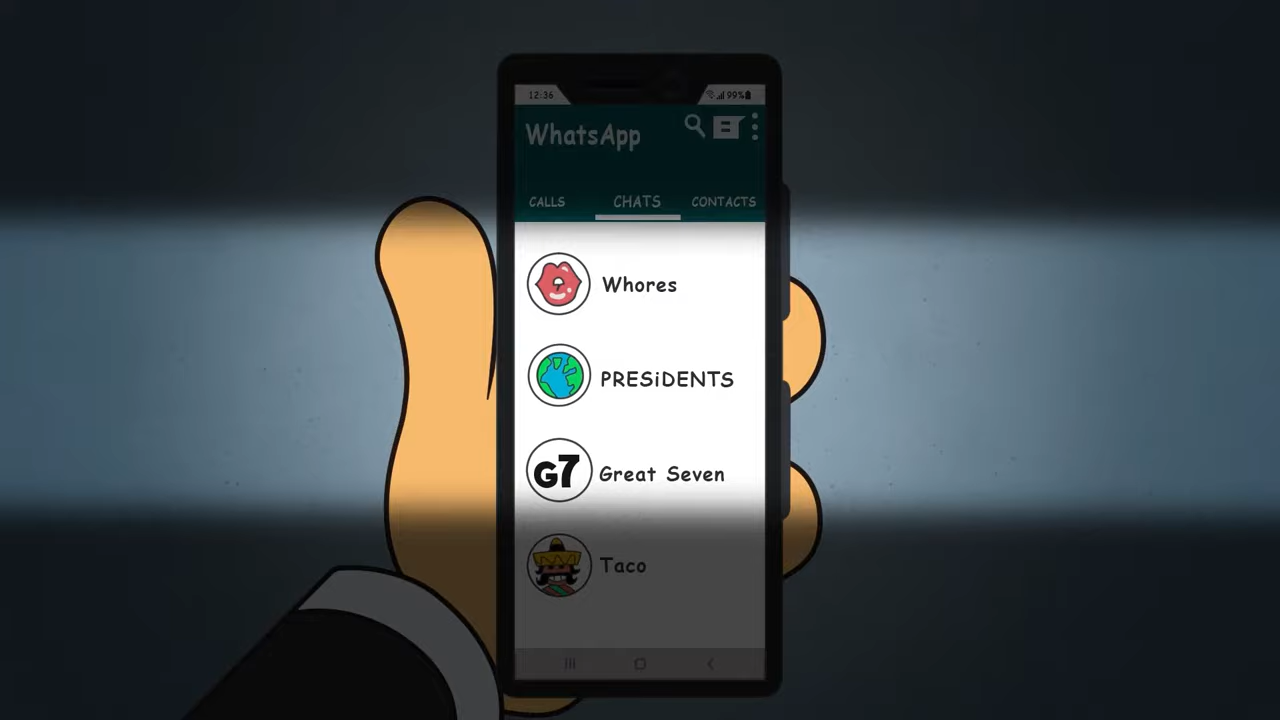 12:36 99%
WhatsApp
CALLS CHATS CONTACTS
Whores
PRESiDENTS
G7 Great Seven
Taco